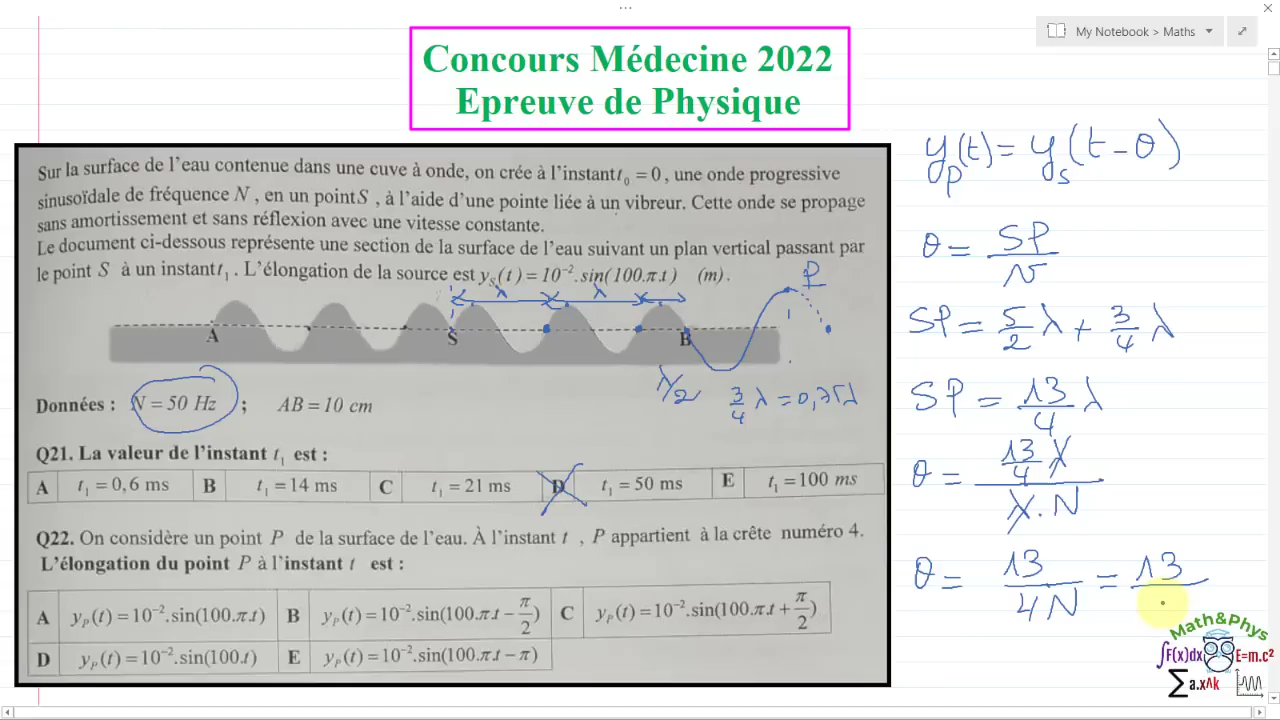 ...
My Notebook > Maths
Concours Médecine 2022
Epreuve de Physique
Sur la surface de l'eau contenue dans une cuve à onde, on crée à l'instant t₀ = 0, une onde progressive
sinusoïdale de fréquence N, en un point S, à l'aide d'une pointe liée à un vibreur. Cette onde se propage
sans amortissement et sans réflexion avec une vitesse constante.
Le document ci-dessous représente une section de la surface de l'eau suivant un plan vertical passant par
le point S à un instant t₁. L'élongation de la source est yₛ(t) = 10⁻².sin(100.π.t) (m).
λ λ P
A S B
λ/2 3/4 λ = 0,75λ
Données : N = 50 Hz ; AB = 10 cm
Q21. La valeur de l'instant t₁ est :
A t₁ = 0,6 ms B t₁ = 14 ms C t₁ = 21 ms D t₁ = 50 ms E t₁ = 100 ms
Q22. On considère un point P de la surface de l'eau. À l'instant t , P appartient à la crête numéro 4.
L'élongation du point P à l'instant t est :
A y_P(t) = 10⁻².sin(100.π.t) B y_P(t) = 10⁻².sin(100.π.t − π/2) C y_P(t) = 10⁻².sin(100.π.t + π/2)
D y_P(t) = 10⁻².sin(100.t) E y_P(t) = 10⁻².sin(100.π.t − π)
y_P(t) = y_s(t − θ)
θ = SP/N
SP = 5/2 λ + 3/4 λ
SP = 13/4 λ
θ = 13/4 λ / λ.N
θ = 13/4N = 13
Math&Phys
∫F(x)dx E=m.c²
∑ a.x∧k